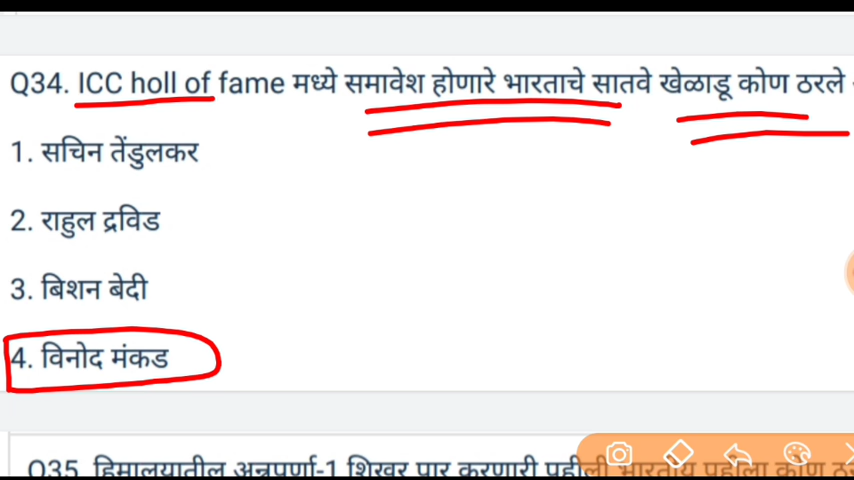 Q34. ICC holl of fame मध्ये समावेश होणारे भारताचे सातवे खेळाडू कोण ठरले
1. सचिन तेंडुलकर
2. राहुल द्रविड
3. बिशन बेदी
4. विनोद मंकड
Q35. हिमालयातील अन्नपूर्णा-1 शिखर पार करणारी पहीली भारतीय पहीला कोण